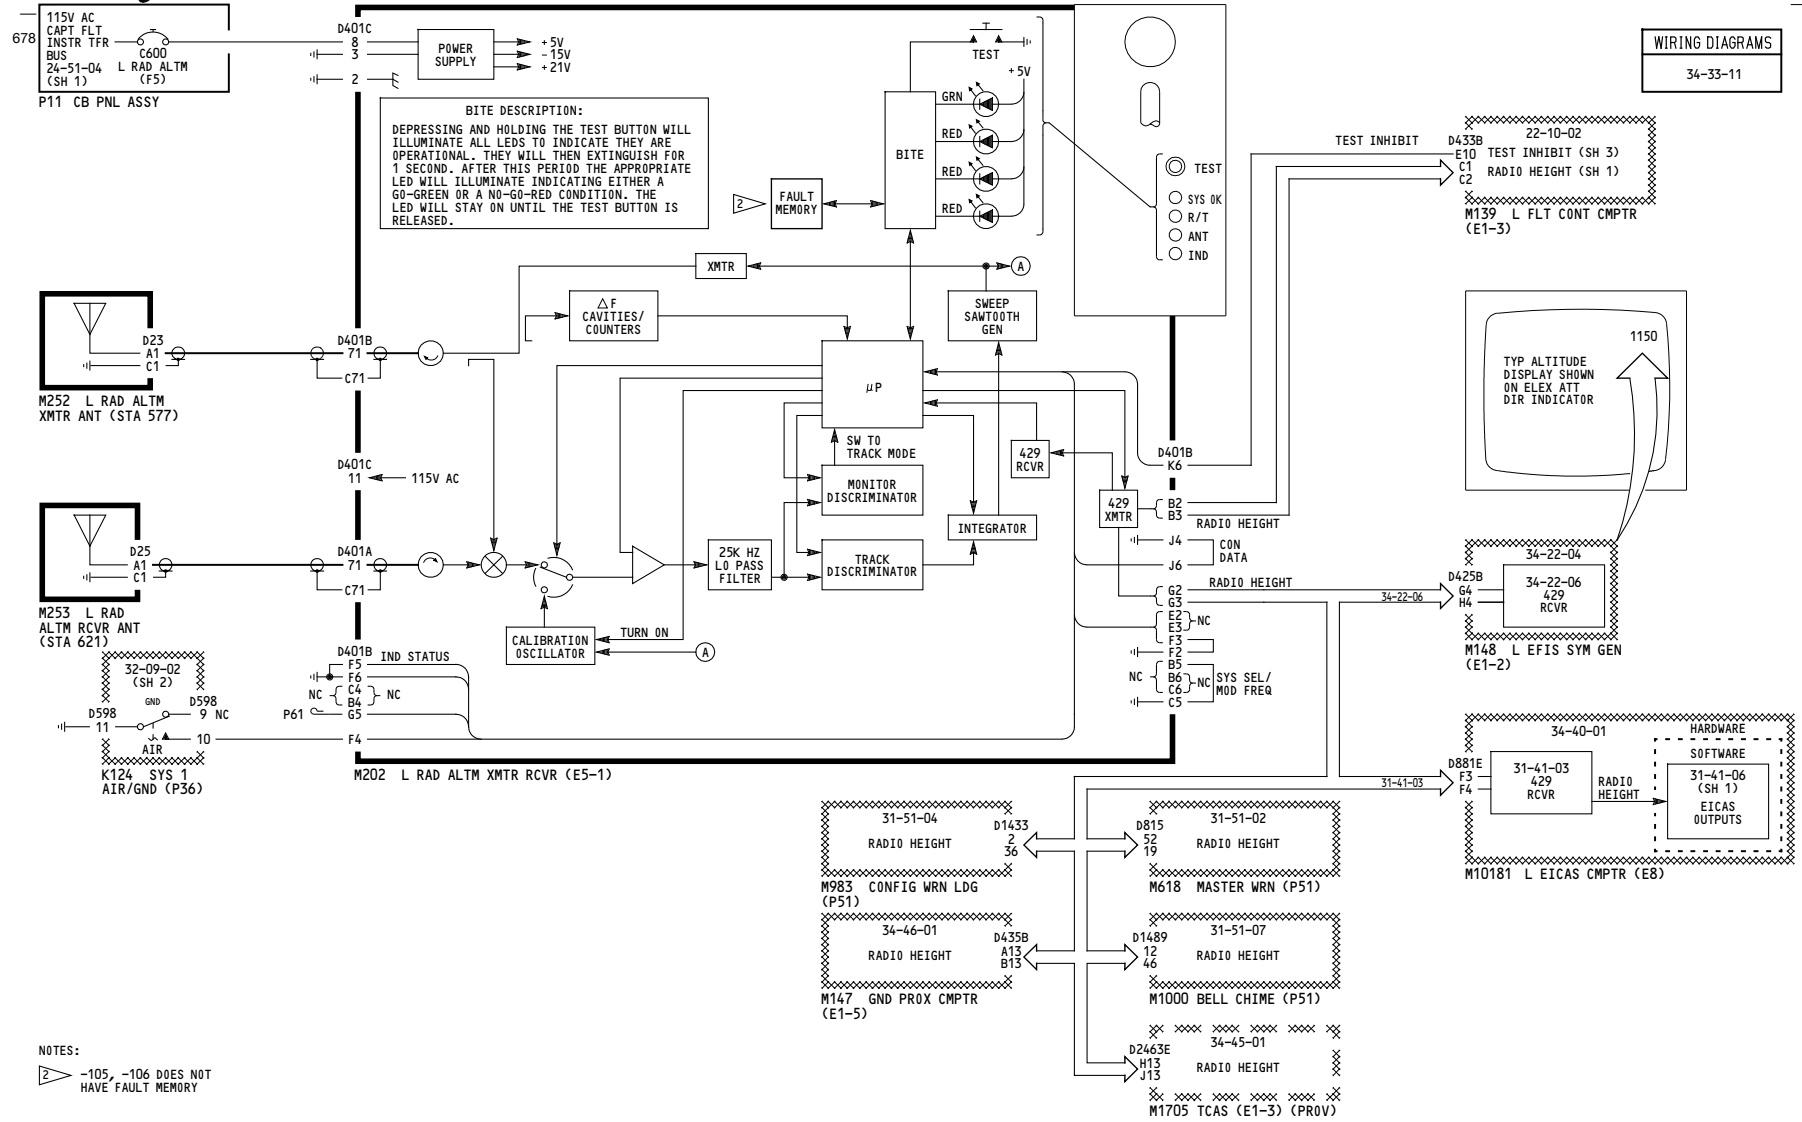 678
115V AC
CAPT FLT
INSTR TFR
BUS
24-51-04
(SH 1)
C600
L RAD ALTM
(F5)
P11 CB PNL ASSY
D401C
8
3
2
POWER
SUPPLY
+5V
-15V
+21V
BITE DESCRIPTION:
DEPRESSING AND HOLDING THE TEST BUTTON WILL
ILLUMINATE ALL LEDS TO INDICATE THEY ARE
OPERATIONAL. THEY WILL THEN EXTINGUISH FOR
1 SECOND. AFTER THIS PERIOD THE APPROPRIATE
LED WILL ILLUMINATE INDICATING EITHER A
GO-GREEN OR A NO-GO-RED CONDITION. THE
LED WILL STAY ON UNTIL THE TEST BUTTON IS
RELEASED.
2
FAULT
MEMORY
BITE
TEST
+5V
GRN
RED
RED
RED
TEST
SYS OK
R/T
ANT
IND
WIRING DIAGRAMS
34-33-11
TEST INHIBIT
D433B
E10
C1
C2
22-10-02
TEST INHIBIT (SH 3)
RADIO HEIGHT (SH 1)
M139 L FLT CONT CMPTR
(E1-3)
XMTR
A
△F
CAVITIES/
COUNTERS
SWEEP
SAWTOOTH
GEN
D23
A1
C1
M252 L RAD ALTM
XMTR ANT (STA 577)
D401B
71
C71
μP
SW TO
TRACK MODE
429
RCVR
MONITOR
DISCRIMINATOR
429
XMTR
INTEGRATOR
TRACK
DISCRIMINATOR
25K HZ
LO PASS
FILTER
D401C
11
115V AC
D25
A1
C1
M253 L RAD
ALTM RCVR ANT
(STA 621)
D401A
71
C71
CALIBRATION
OSCILLATOR
TURN ON
A
1150
TYP ALTITUDE
DISPLAY SHOWN
ON ELEX ATT
DIR INDICATOR
D401B
K6
B2
B3
RADIO HEIGHT
J4
J6
CON
DATA
G2
G3
RADIO HEIGHT
E2
E3
NC
F3
F2
B5
B6
C6
C5
NC
NC
SYS SEL/
MOD FREQ
34-22-06
34-22-04
D425B
G4
H4
34-22-06
429
RCVR
M148 L EFIS SYM GEN
(E1-2)
D401B
F5
F6
C4
B4
G5
F4
IND STATUS
NC
NC
P61
32-09-02
(SH 2)
GND
D598
9 NC
D598
11
AIR
10
K124 SYS 1
AIR/GND (P36)
M202 L RAD ALTM XMTR RCVR (E5-1)
34-40-01
HARDWARE
SOFTWARE
31-41-03
D881E
F3
F4
31-41-03
429
RCVR
RADIO
HEIGHT
31-41-06
(SH 1)
EICAS
OUTPUTS
M10181 L EICAS CMPTR (E8)
31-51-04
RADIO HEIGHT
D1433
2
36
M983 CONFIG WRN LDG
(P51)
D815
52
19
31-51-02
RADIO HEIGHT
M618 MASTER WRN (P51)
34-46-01
RADIO HEIGHT
D435B
A13
B13
M147 GND PROX CMPTR
(E1-5)
D1489
12
46
31-51-07
RADIO HEIGHT
M1000 BELL CHIME (P51)
D2463E
H13
J13
34-45-01
RADIO HEIGHT
M1705 TCAS (E1-3) (PROV)
NOTES:
2
-105, -106 DOES NOT
HAVE FAULT MEMORY